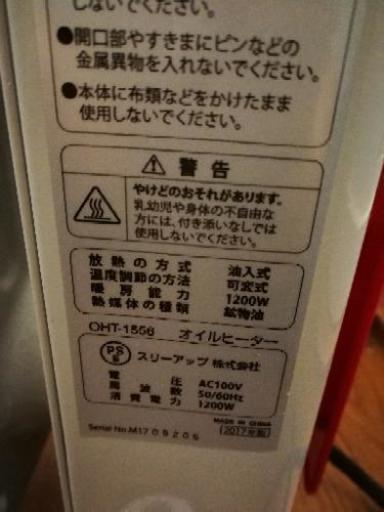 しないでください。
●開口部やすきまにピンなどの
金属異物を入れないでください。
●本体に布類などをかけたまま
使用しないでください。
⚠ 警告
やけどのおそれがあります。
乳幼児や身体の不自由な
方には、付き添いなしでは
使用しないでください。
放熱の方式 油入式
温度調節の方法 可変式
暖房能力 1200W
熱媒体の種類 鉱物油
OHT-1556 オイルヒーター
PSE スリーアップ株式会社
電圧 AC100V
周波数 50/60Hz
消費電力 1200W
MADE IN CHINA
Serial No.M1709206 2017年製